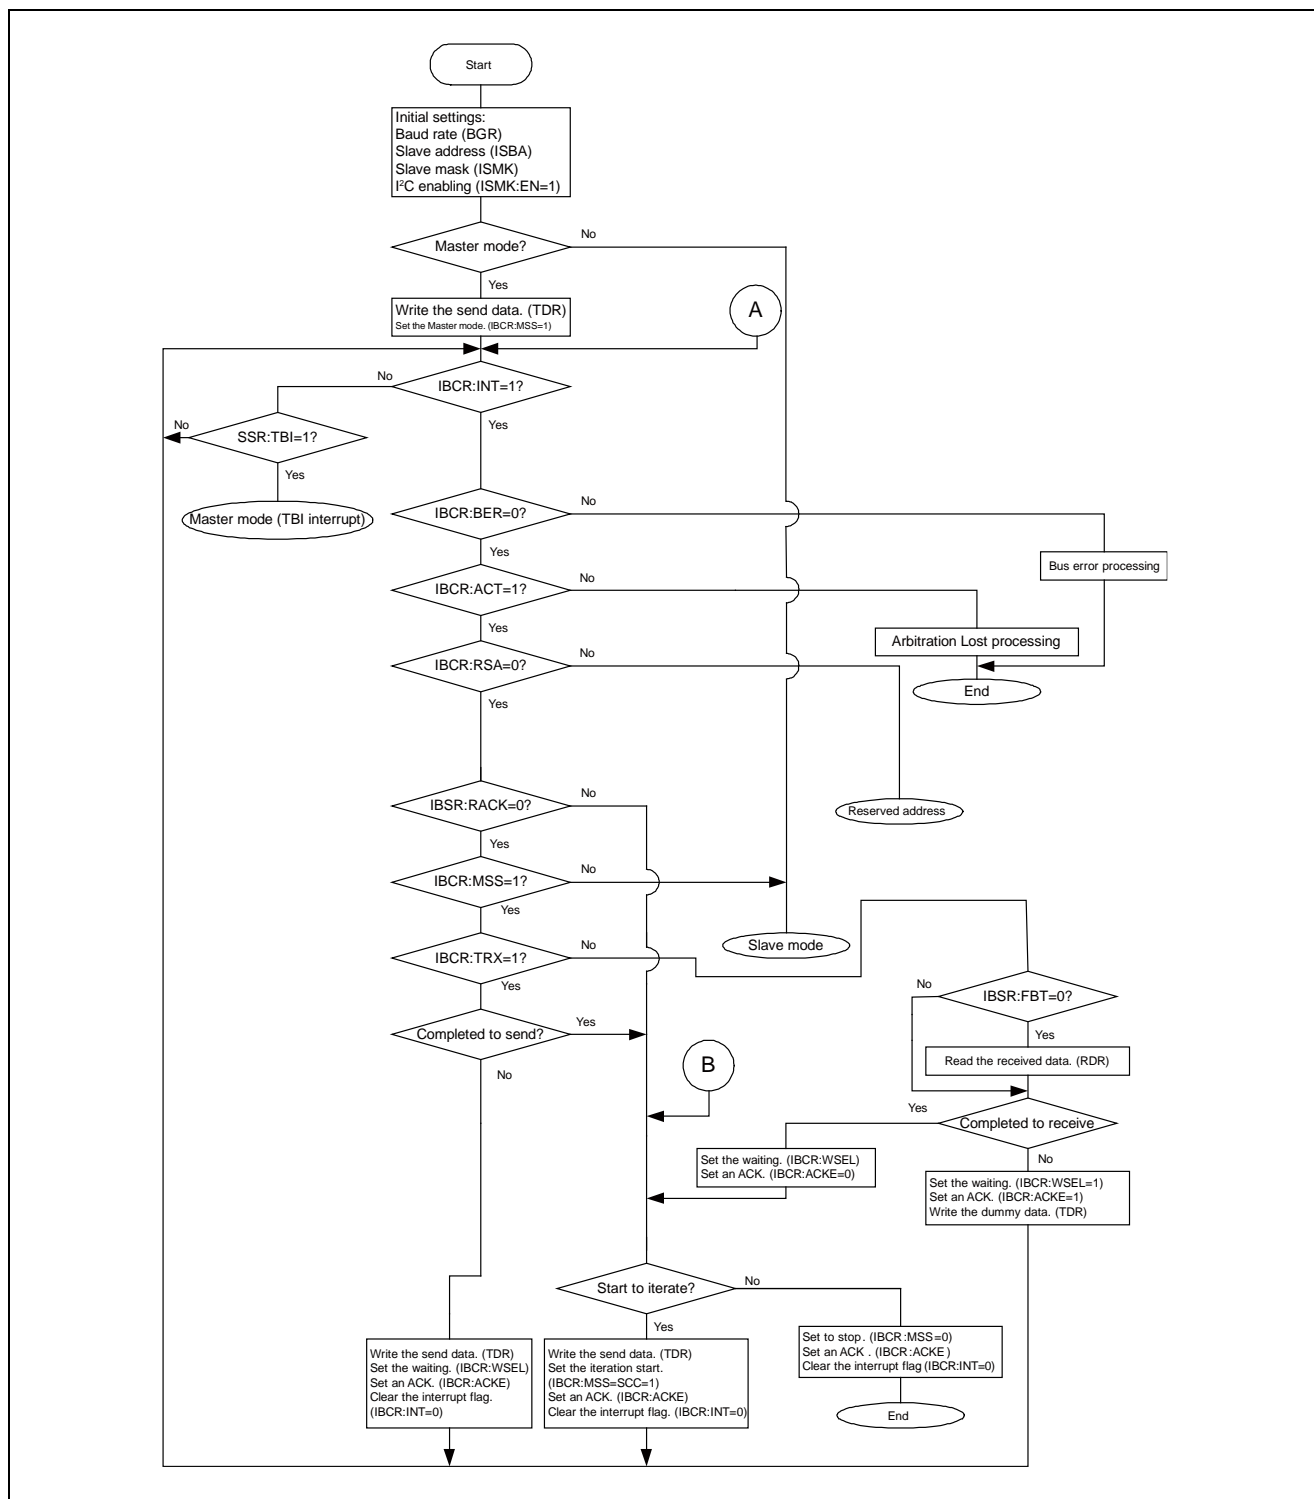 Start
Initial settings:
Baud rate (BGR)
Slave address (ISBA)
Slave mask (ISMK)
I²C enabling (ISMK:EN=1)
Master mode?
No
Yes
Write the send data. (TDR)
Set the Master mode. (IBCR:MSS=1)
A
No
IBCR:INT=1?
Yes
No
SSR:TBI=1?
Yes
Master mode (TBI interrupt)
IBCR:BER=0?
No
Yes
Bus error processing
IBCR:ACT=1?
No
Yes
Arbitration Lost processing
IBCR:RSA=0?
No
Yes
End
IBSR:RACK=0?
No
Yes
Reserved address
IBCR:MSS=1?
No
Yes
Slave mode
IBCR:TRX=1?
No
Yes
No
IBSR:FBT=0?
Yes
Completed to send?
Yes
No
Read the received data. (RDR)
B
Yes
Completed to receive
No
Set the waiting. (IBCR:WSEL)
Set an ACK. (IBCR:ACKE=0)
Set the waiting. (IBCR:WSEL=1)
Set an ACK. (IBCR:ACKE=1)
Write the dummy data. (TDR)
Start to iterate?
No
Yes
Write the send data. (TDR)
Set the waiting. (IBCR:WSEL)
Set an ACK. (IBCR:ACKE)
Clear the interrupt flag.
(IBCR:INT=0)
Write the send data. (TDR)
Set the iteration start.
(IBCR:MSS=SCC=1)
Set an ACK. (IBCR:ACKE)
Clear the interrupt flag. (IBCR:INT=0)
Set to stop. (IBCR:MSS=0)
Set an ACK . (IBCR:ACKE)
Clear the interrupt flag (IBCR:INT=0)
End